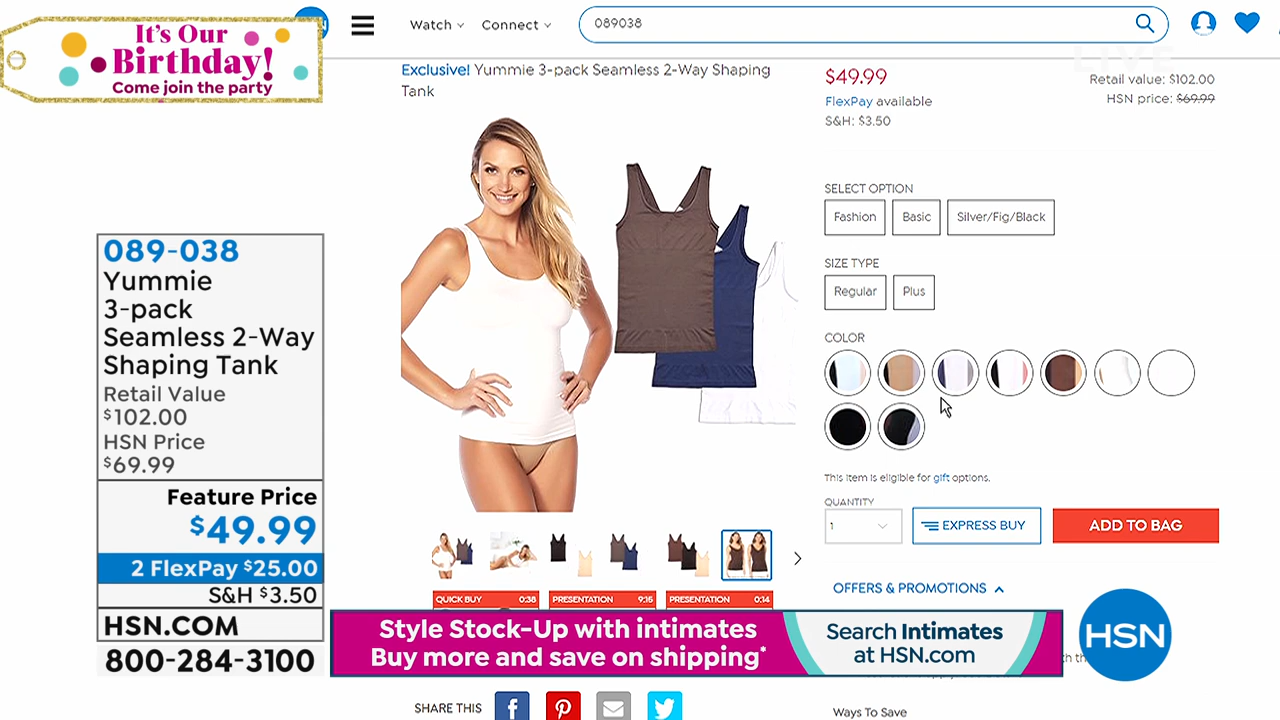 It's Our
Birthday!
Come join the party
Watch
Connect
089038
LIVE
Exclusive! Yummie 3-pack Seamless 2-Way Shaping
Tank
$49.99
FlexPay available
S&H: $3.50
Retail value: $102.00
HSN price: $69.99
SELECT OPTION
Fashion
Basic
Silver/Fig/Black
SIZE TYPE
Regular
Plus
COLOR
This item is eligible for gift options.
QUANTITY
1
EXPRESS BUY
ADD TO BAG
OFFERS & PROMOTIONS
QUICK BUY 0:38
PRESENTATION 9:15
PRESENTATION 0:14
089-038
Yummie
3-pack
Seamless 2-Way
Shaping Tank
Retail Value
$102.00
HSN Price
$69.99
Feature Price
$49.99
2 FlexPay $25.00
S&H $3.50
HSN.COM
800-284-3100
Style Stock-Up with intimates
Buy more and save on shipping*
Search Intimates
at HSN.com
HSN
SHARE THIS
Ways To Save